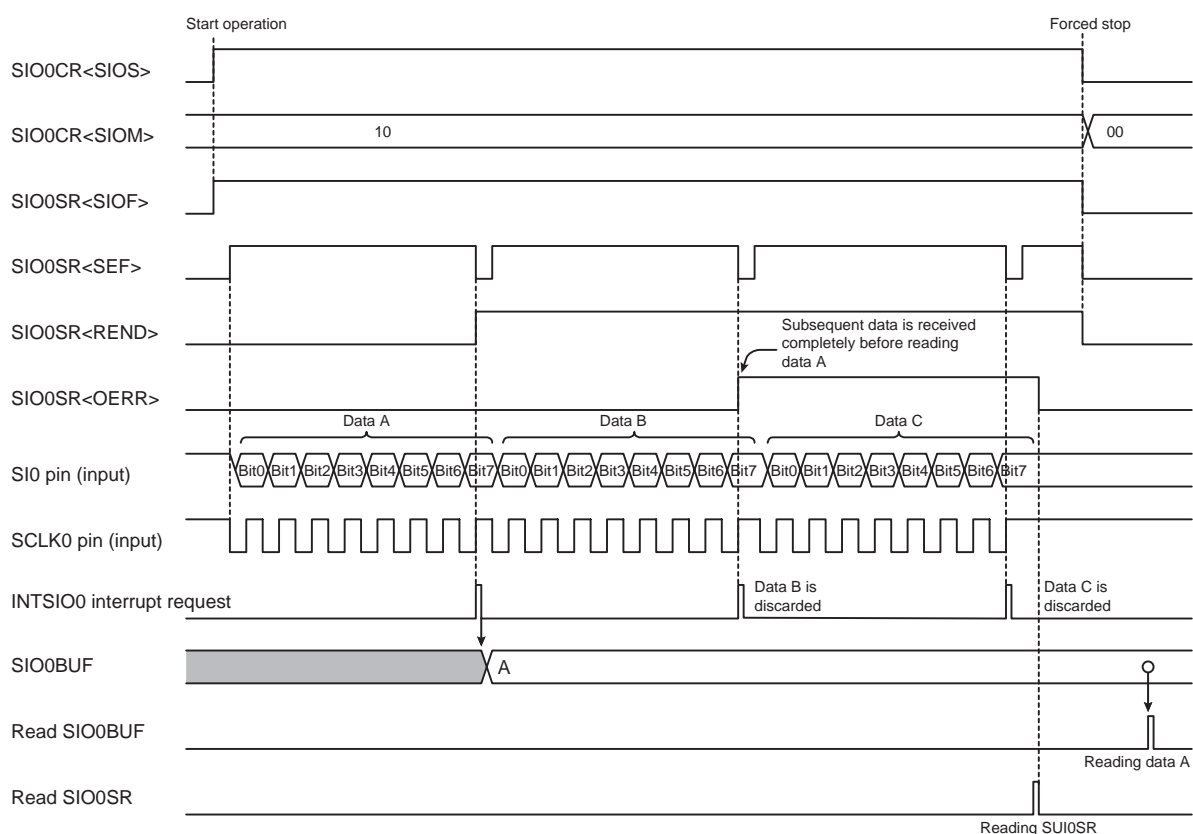 Start operation
Forced stop
SIO0CR<SIOS>
SIO0CR<SIOM>
10
00
SIO0SR<SIOF>
SIO0SR<SEF>
SIO0SR<REND>
Subsequent data is received
completely before reading
data A
SIO0SR<OERR>
Data A
Data B
Data C
SI0 pin (input)
Bit0 Bit1 Bit2 Bit3 Bit4 Bit5 Bit6 Bit7 Bit0 Bit1 Bit2 Bit3 Bit4 Bit5 Bit6 Bit7 Bit0 Bit1 Bit2 Bit3 Bit4 Bit5 Bit6 Bit7
SCLK0 pin (input)
INTSIO0 interrupt request
Data B is
discarded
Data C is
discarded
SIO0BUF
A
Read SIO0BUF
Reading data A
Read SIO0SR
Reading SUI0SR